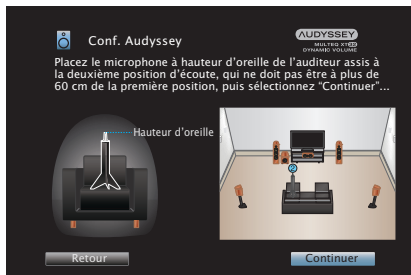 Conf. Audyssey
AUDYSSEY
MULTEQ XT32
DYNAMIC VOLUME
Placez le microphone à hauteur d'oreille de l'auditeur assis à
la deuxième position d'écoute, qui ne doit pas être à plus de
60 cm de la première position, puis sélectionnez “Continuer”...
Hauteur d'oreille
Retour
Continuer